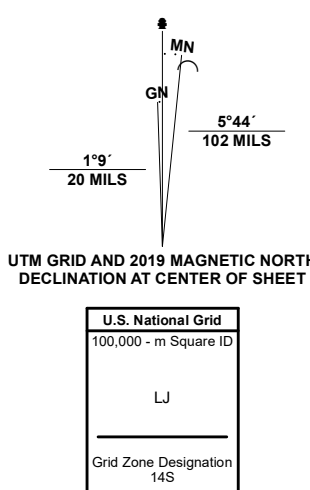 MN
GN
5°44´
102 MILS
1°9´
20 MILS
UTM GRID AND 2019 MAGNETIC NORTH
DECLINATION AT CENTER OF SHEET
U.S. National Grid
100,000 - m Square ID
LJ
Grid Zone Designation
14S